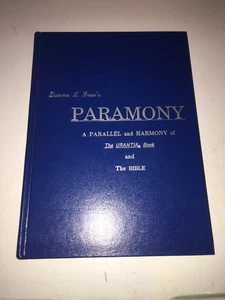 Duane L. Faw's
PARAMONY
A PARALLEL and HARMONY of
The URANTIA® Book
and
The BIBLE